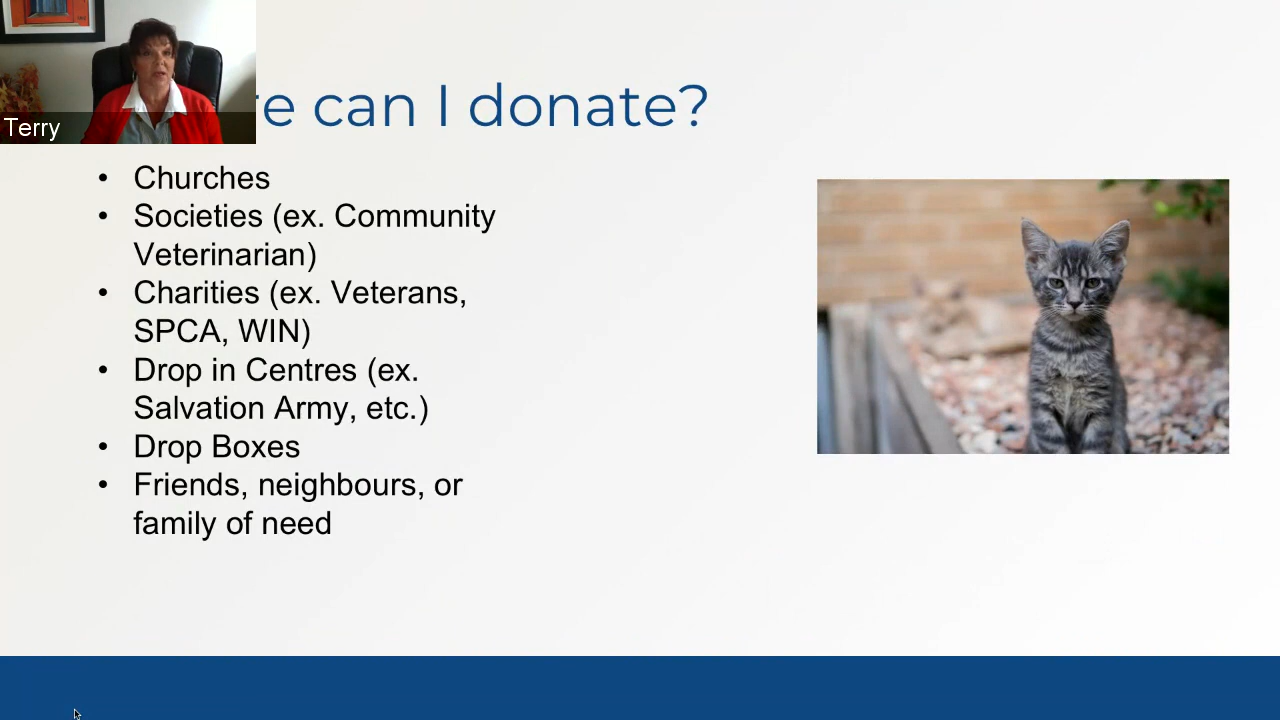 Terry
re can I donate?
• Churches
• Societies (ex. Community
Veterinarian)
• Charities (ex. Veterans,
SPCA, WIN)
• Drop in Centres (ex.
Salvation Army, etc.)
• Drop Boxes
• Friends, neighbours, or
family of need